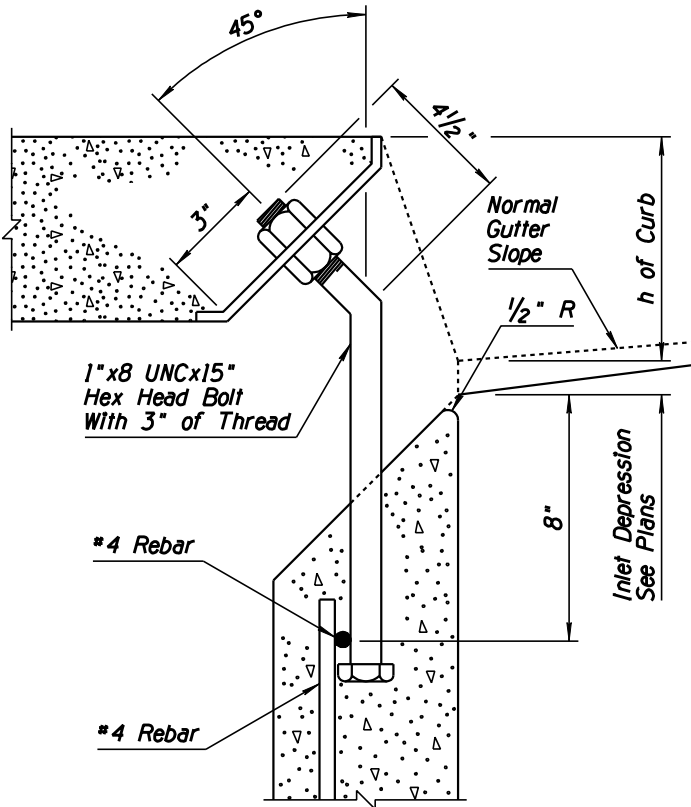 45°
4½"
3"
Normal
Gutter
Slope
h of Curb
½" R
1"x8 UNCx15"
Hex Head Bolt
With 3" of Thread
8"
Inlet Depression
See Plans
#4 Rebar
#4 Rebar